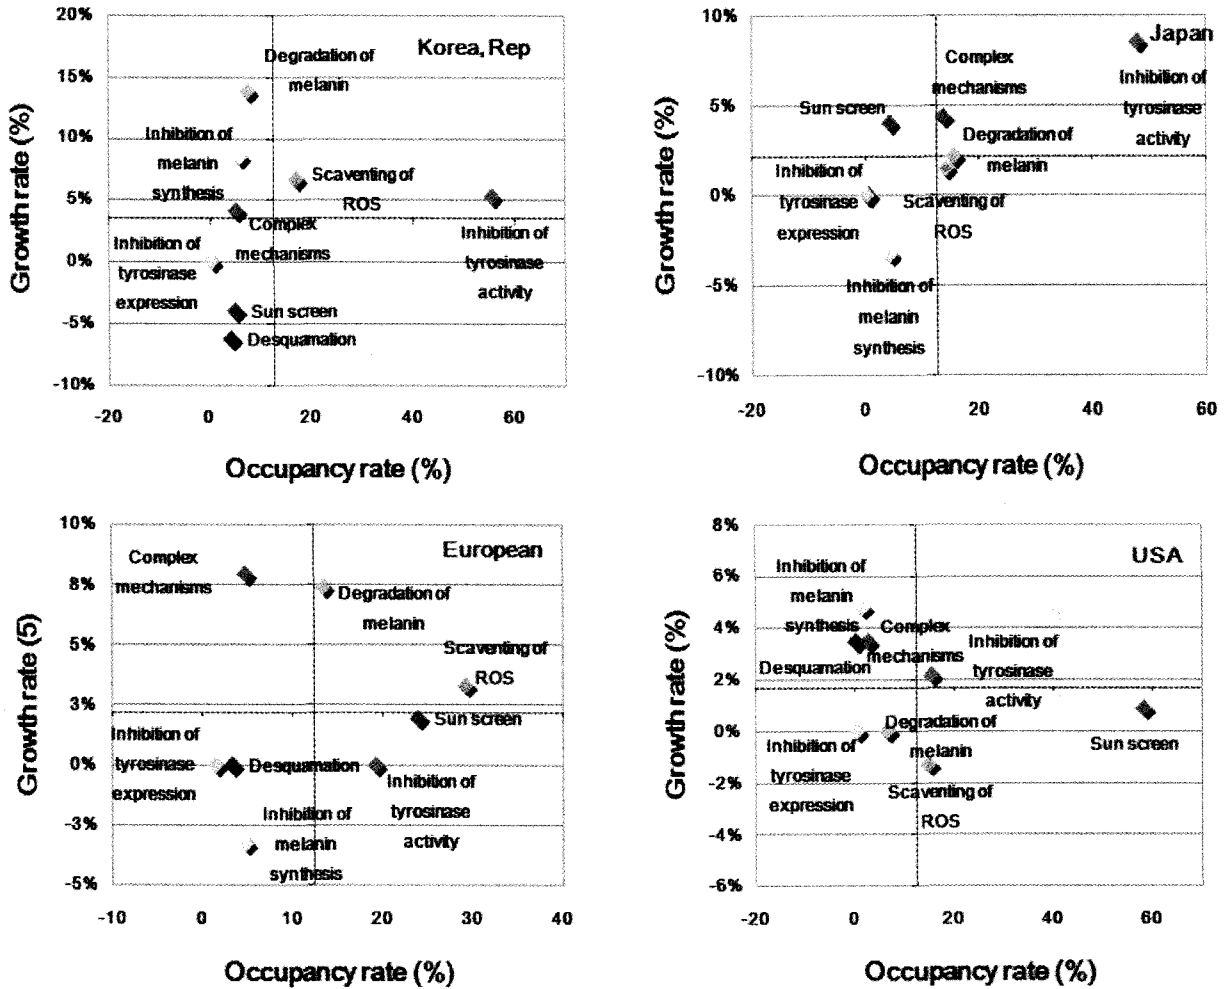 Korea, Rep
20%
15%
10%
5%
0%
-5%
-10%
Growth rate (%)
Degradation of
melanin
Inhibition of
melanin
synthesis
Scaventing of
ROS
Complex
mechanisms
Inhibition of
tyrosinase
activity
Inhibition of
tyrosinase
expression
Sun screen
Desquamation
-20
0
20
40
60
Occupancy rate (%)
Japan
10%
5%
0%
-5%
-10%
Growth rate (%)
Complex
mechanisms
Inhibition of
tyrosinase
activity
Sun screen
Degradation of
melanin
Inhibition of
tyrosinase
expression
Scaventing of
ROS
Inhibition of
melanin
synthesis
-20
0
20
40
60
Occupancy rate (%)
European
10%
8%
5%
3%
0%
-3%
-5%
Growth rate (5)
Complex
mechanisms
Degradation of
melanin
Scaventing of
ROS
Sun screen
Inhibition of
tyrosinase
expression
Desquamation
Inhibition of
tyrosinase
activity
Inhibition of
melanin
synthesis
-10
0
10
20
30
40
Occupancy rate (%)
USA
8%
6%
4%
2%
0%
-2%
-4%
-6%
Growth rate (%)
Inhibition of
melanin
synthesis
Complex
mechanisms
Desquamation
Inhibition of
tyrosinase
activity
Sun screen
Degradation of
melanin
Inhibition of
tyrosinase
expression
Scaventing of
ROS
-20
0
20
40
60
Occupancy rate (%)